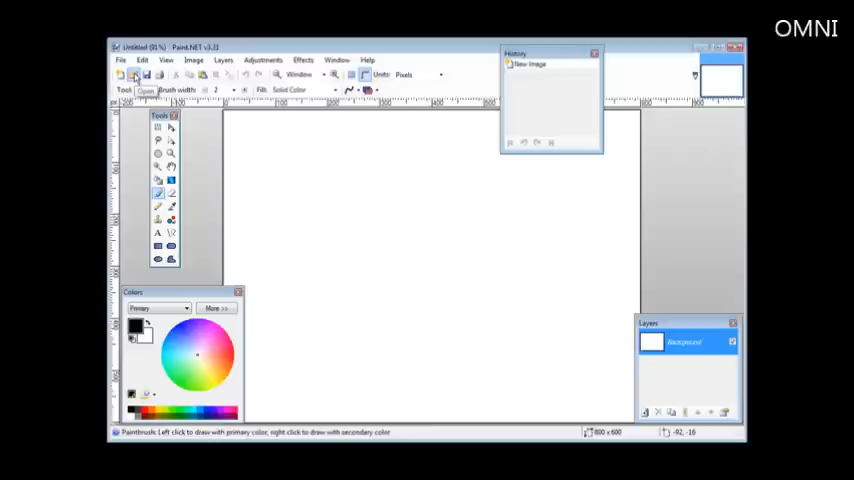 OMNI
Untitled (91%) - Paint.NET v3.31
File Edit View Image Layers Adjustments Effects Window Help
Window Units: Pixels
Tool Brush width: 2 Fill: Solid Color
Open
History
New Image
Tools
Colors
Primary
More >>
Layers
Background
Paintbrush: Left click to draw with primary color, right click to draw with secondary color
800 x 600
-92, -16